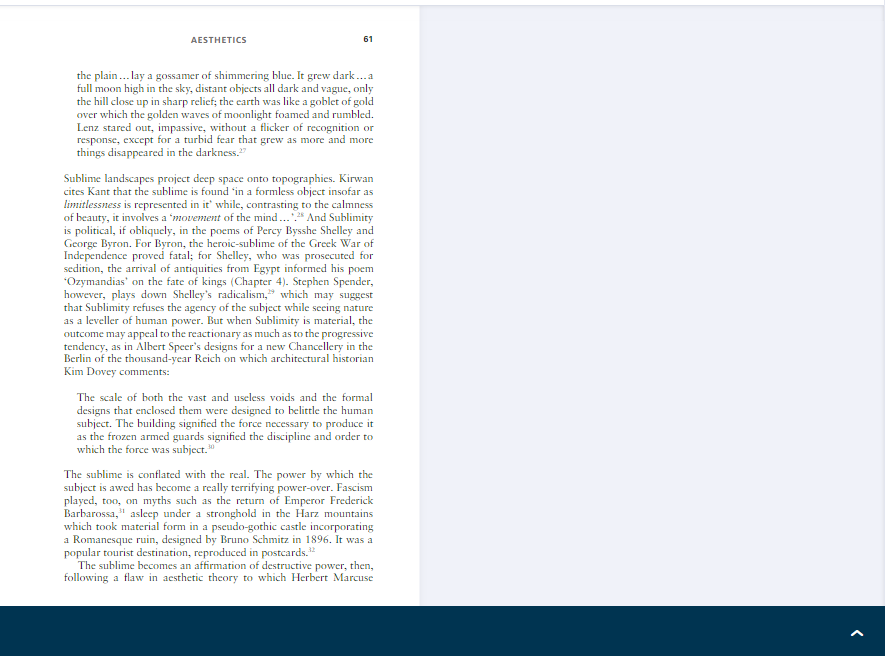 AESTHETICS 61
the plain... lay a gossamer of shimmering blue. It grew dark... a
full moon high in the sky, distant objects all dark and vague, only
the hill close up in sharp relief; the earth was like a goblet of gold
over which the golden waves of moonlight foamed and rumbled.
Lenz stared out, impassive, without a flicker of recognition or
response, except for a turbid fear that grew as more and more
things disappeared in the darkness.27
Sublime landscapes project deep space onto topographies. Kirwan
cites Kant that the sublime is found ‘in a formless object insofar as
limitlessness is represented in it’ while, contrasting to the calmness
of beauty, it involves a ‘movement of the mind...’.28 And Sublimity
is political, if obliquely, in the poems of Percy Bysshe Shelley and
George Byron. For Byron, the heroic-sublime of the Greek War of
Independence proved fatal; for Shelley, who was prosecuted for
sedition, the arrival of antiquities from Egypt informed his poem
‘Ozymandias’ on the fate of kings (Chapter 4). Stephen Spender,
however, plays down Shelley’s radicalism,29 which may suggest
that Sublimity refuses the agency of the subject while seeing nature
as a leveller of human power. But when Sublimity is material, the
outcome may appeal to the reactionary as much as to the progressive
tendency, as in Albert Speer’s designs for a new Chancellery in the
Berlin of the thousand-year Reich on which architectural historian
Kim Dovey comments:
The scale of both the vast and useless voids and the formal
designs that enclosed them were designed to belittle the human
subject. The building signified the force necessary to produce it
as the frozen armed guards signified the discipline and order to
which the force was subject.30
The sublime is conflated with the real. The power by which the
subject is awed has become a really terrifying power-over. Fascism
played, too, on myths such as the return of Emperor Frederick
Barbarossa,31 asleep under a stronghold in the Harz mountains
which took material form in a pseudo-gothic castle incorporating
a Romanesque ruin, designed by Bruno Schmitz in 1896. It was a
popular tourist destination, reproduced in postcards.32
The sublime becomes an affirmation of destructive power, then,
following a flaw in aesthetic theory to which Herbert Marcuse